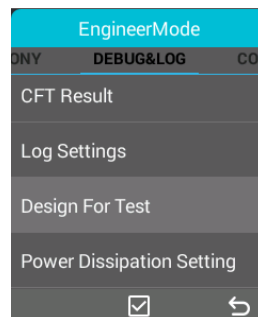 EngineerMode
ONY DEBUG&LOG CO
CFT Result
Log Settings
Design For Test
Power Dissipation Setting